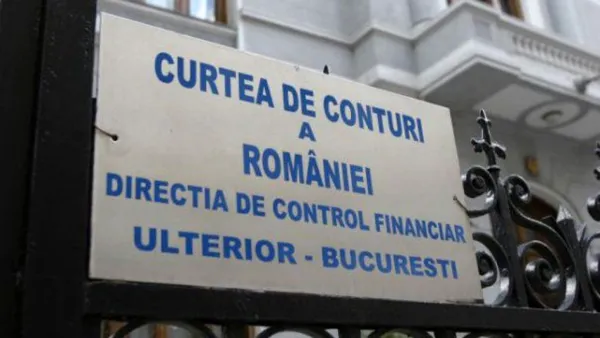 CURTEA DE CONTURI
A
ROMÂNIEI
DIRECTIA DE CONTROL FINANCIAR
ULTERIOR - BUCURESTI